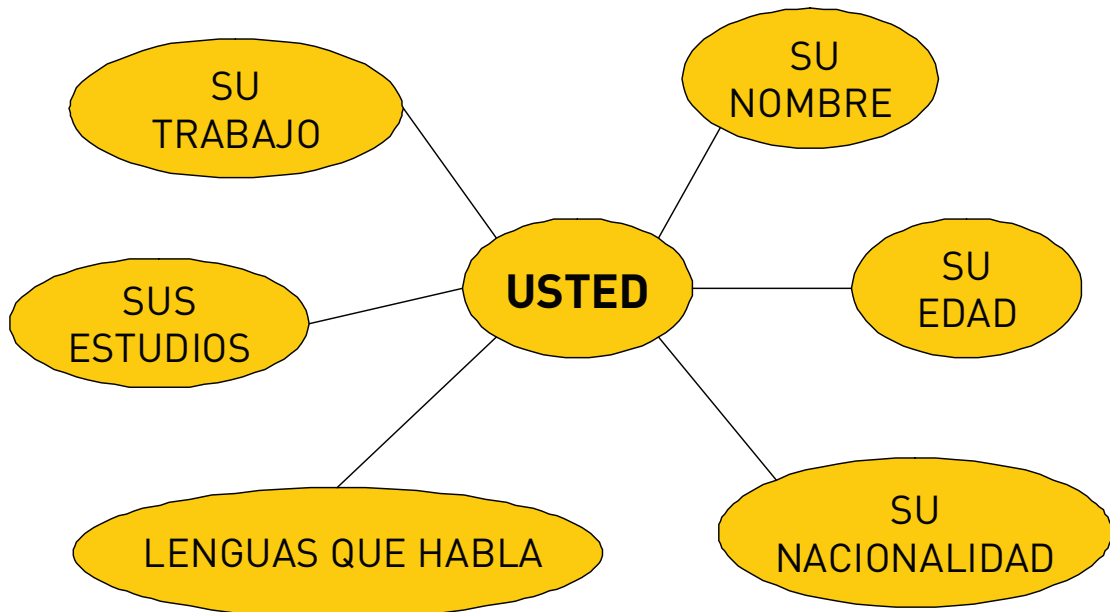 SU
TRABAJO
SU
NOMBRE
USTED
SU
EDAD
SUS
ESTUDIOS
LENGUAS QUE HABLA
SU
NACIONALIDAD